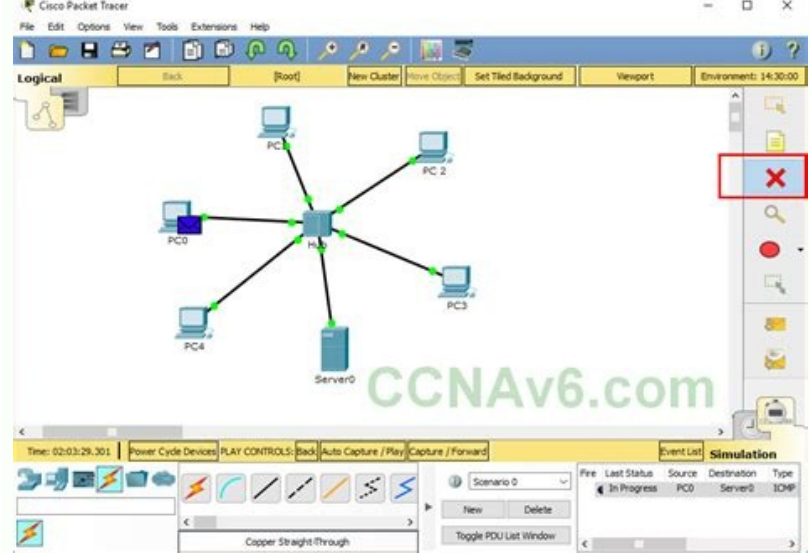 Cisco Packet Tracer
File Edit Options View Tools Extensions Help
Logical Back [Root] New Cluster Move Object Set Tiled Background Viewport Environment: 14:30:00
PC 2
PC0
Hub
PC3
PC4
Server0
CCNAv6.com
Time: 02:03:29.301 Power Cycle Devices PLAY CONTROLS: Back Auto Capture / Play Capture / Forward Event List Simulation
Fire Last Status Source Destination Type
Scenario 0 In Progress PC0 Server0 ICMP
New Delete
Toggle PDU List Window
Copper Straight-Through